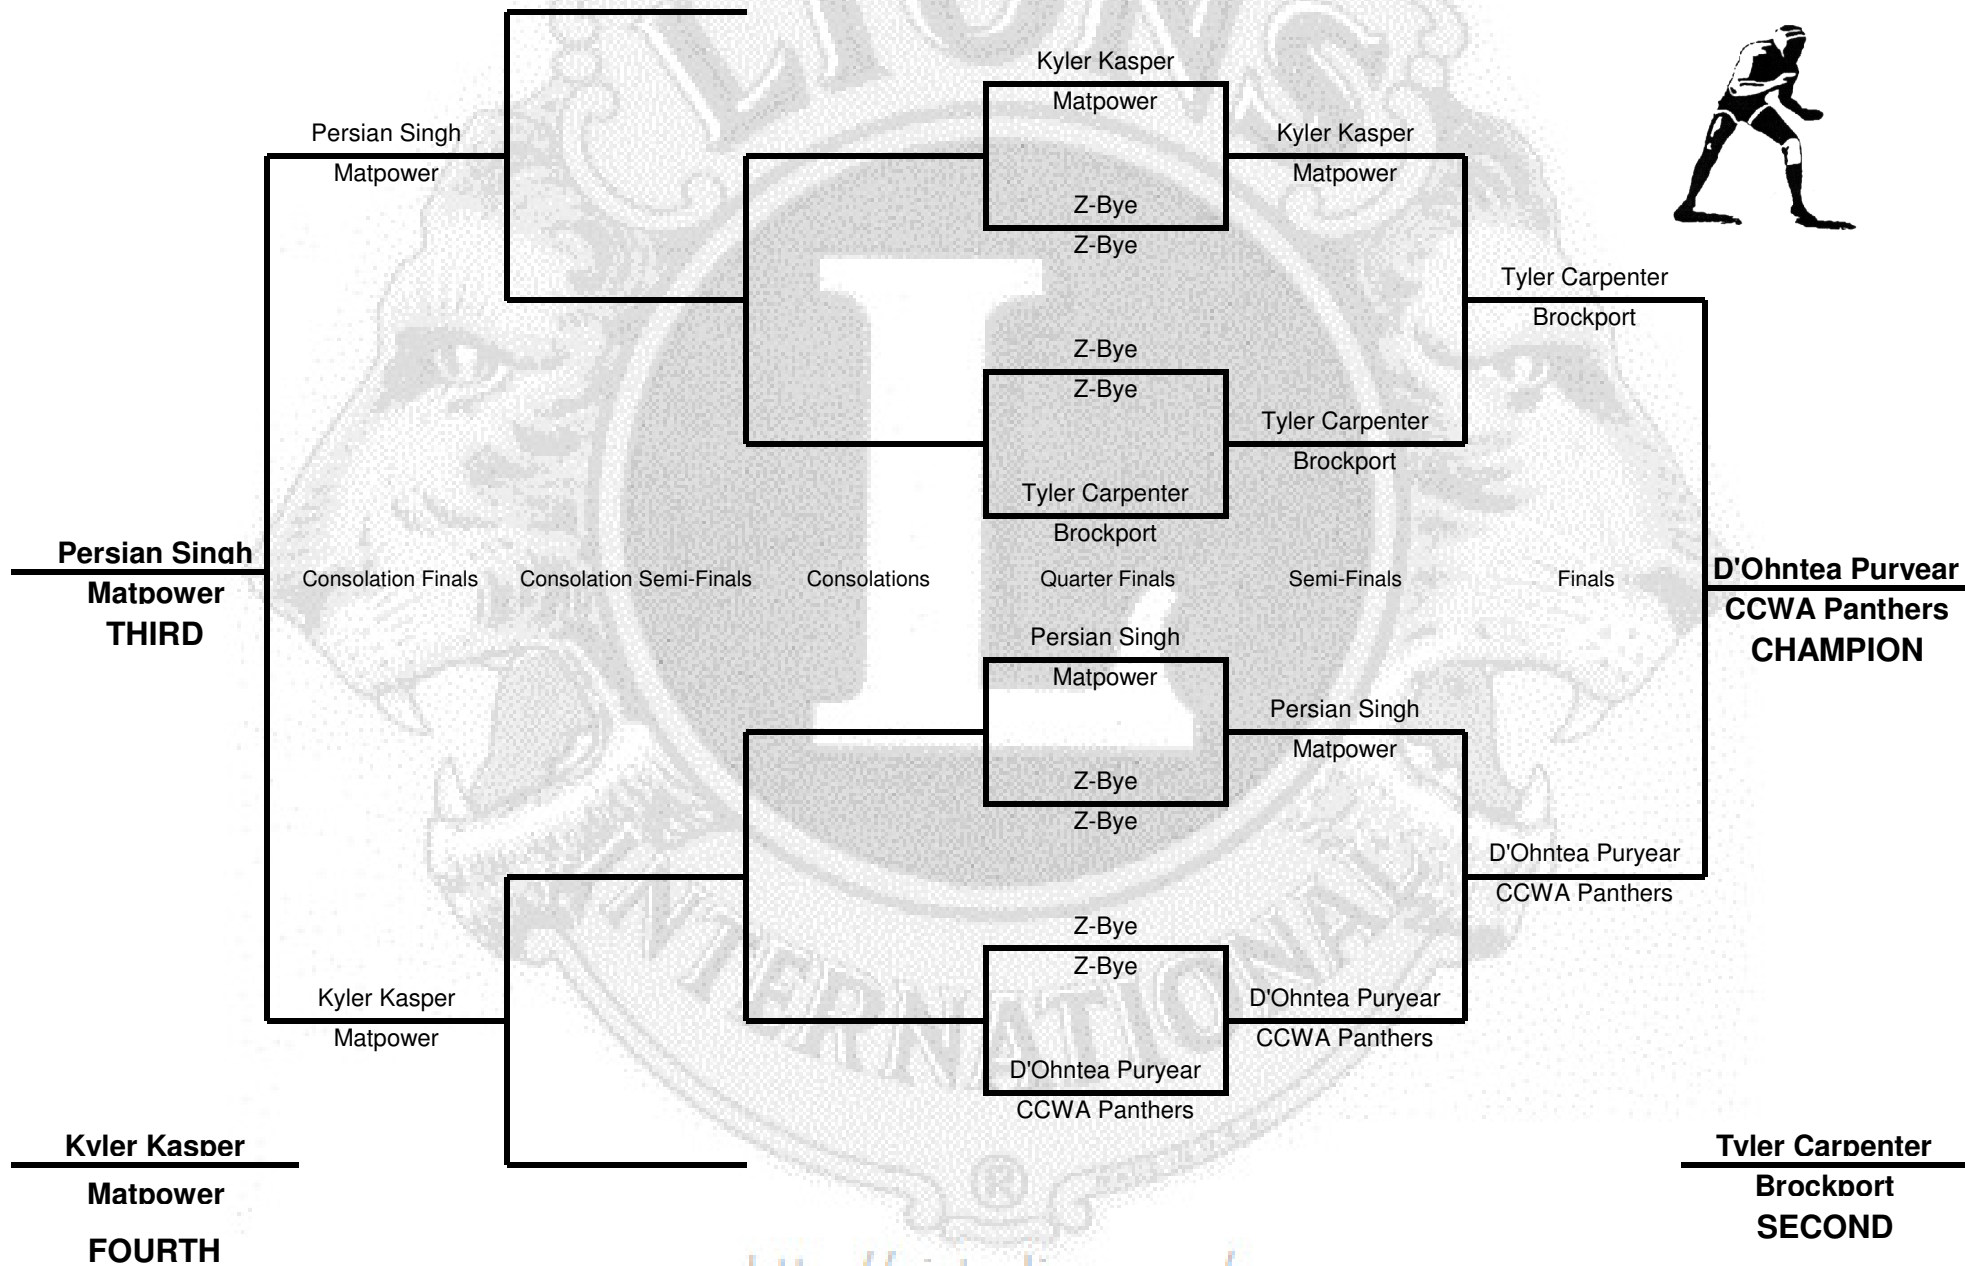 LIONS
Kyler Kasper
Matpower
Persian Singh
Matpower
Kyler Kasper
Matpower
Z-Bye
Z-Bye
Tyler Carpenter
Brockport
Z-Bye
Z-Bye
Tyler Carpenter
Brockport
Tyler Carpenter
Brockport
Persian Singh
Matpower
THIRD
Consolation Finals
Consolation Semi-Finals
Consolations
Quarter Finals
Semi-Finals
Finals
D'Ohntea Puryear
CCWA Panthers
CHAMPION
L
Persian Singh
Matpower
Persian Singh
Matpower
Z-Bye
Z-Bye
D'Ohntea Puryear
CCWA Panthers
Z-Bye
Z-Bye
Kyler Kasper
Matpower
D'Ohntea Puryear
CCWA Panthers
D'Ohntea Puryear
CCWA Panthers
INTERNATIONAL
®
Kyler Kasper
Matpower
FOURTH
Tyler Carpenter
Brockport
SECOND